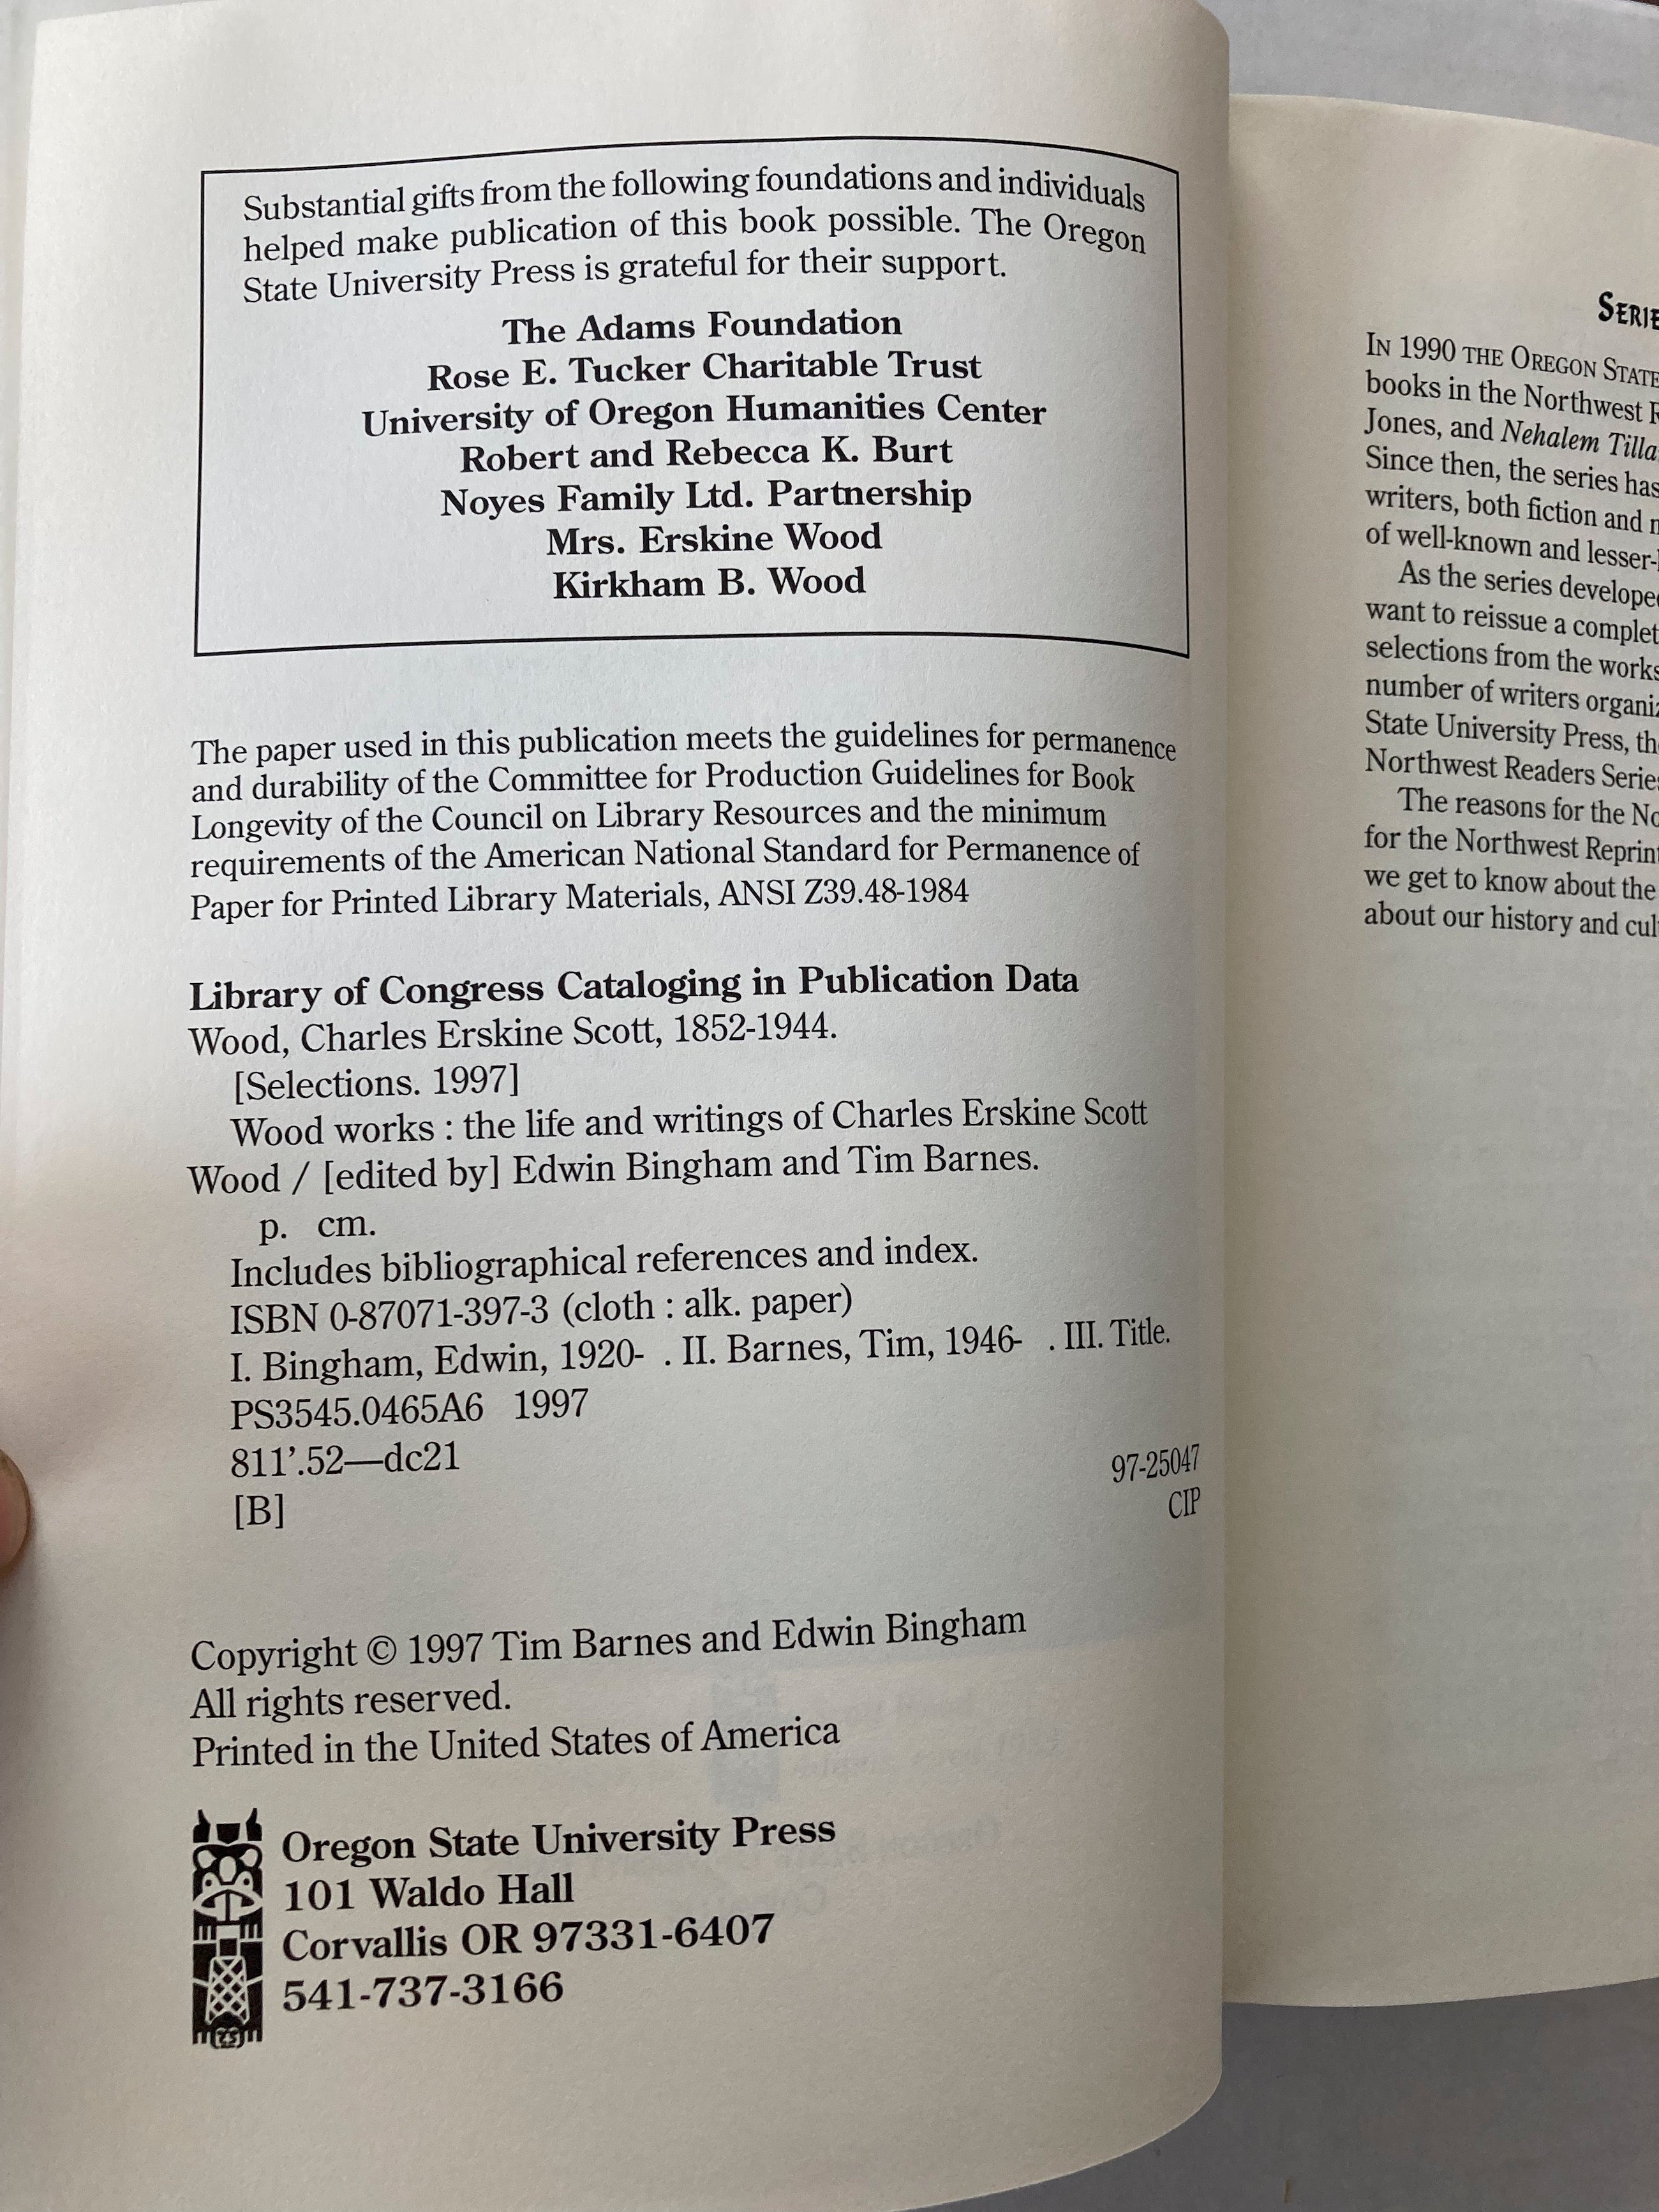 Substantial gifts from the following foundations and individuals
helped make publication of this book possible. The Oregon
State University Press is grateful for their support.
The Adams Foundation
Rose E. Tucker Charitable Trust
University of Oregon Humanities Center
Robert and Rebecca K. Burt
Noyes Family Ltd. Partnership
Mrs. Erskine Wood
Kirkham B. Wood
The paper used in this publication meets the guidelines for permanence
and durability of the Committee for Production Guidelines for Book
Longevity of the Council on Library Resources and the minimum
requirements of the American National Standard for Permanence of
Paper for Printed Library Materials, ANSI Z39.48-1984
Library of Congress Cataloging in Publication Data
Wood, Charles Erskine Scott, 1852-1944.
[Selections. 1997]
Wood works : the life and writings of Charles Erskine Scott
Wood / [edited by] Edwin Bingham and Tim Barnes.
p. cm.
Includes bibliographical references and index.
ISBN 0-87071-397-3 (cloth : alk. paper)
I. Bingham, Edwin, 1920- . II. Barnes, Tim, 1946- . III. Title.
PS3545.0465A6 1997
811'.52—dc21
97-25047
[B]
CIP
Copyright © 1997 Tim Barnes and Edwin Bingham
All rights reserved.
Printed in the United States of America
Oregon State University Press
101 Waldo Hall
Corvallis OR 97331-6407
541-737-3166
IN 1990 THE OREGON STATE
books in the Northwest
Jones, and Nehalem
Since then, the series has
writers, both fiction and
of well-known and
As the series
want to reissue a
selections from the works
number of writers
State University Press,
Northwest Readers
The reasons for the
for the Northwest
we get to know about the
about our history and